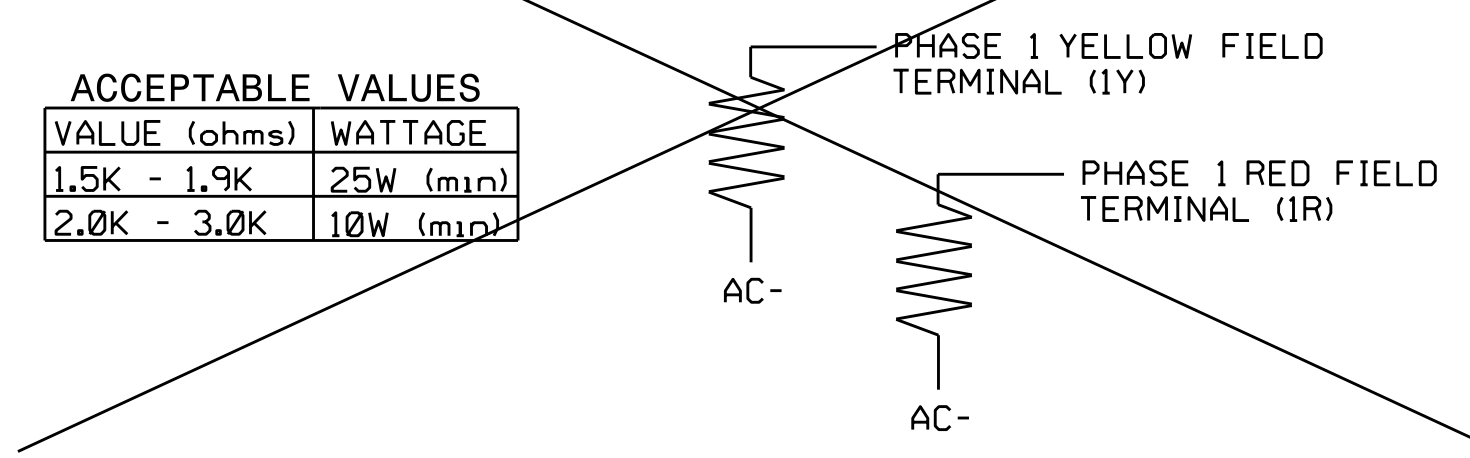 ACCEPTABLE VALUES
VALUE (ohms) WATTAGE
1.5K - 1.9K 25W (min)
2.0K - 3.0K 10W (min)
PHASE 1 YELLOW FIELD
TERMINAL (1Y)
AC-
PHASE 1 RED FIELD
TERMINAL (1R)
AC-